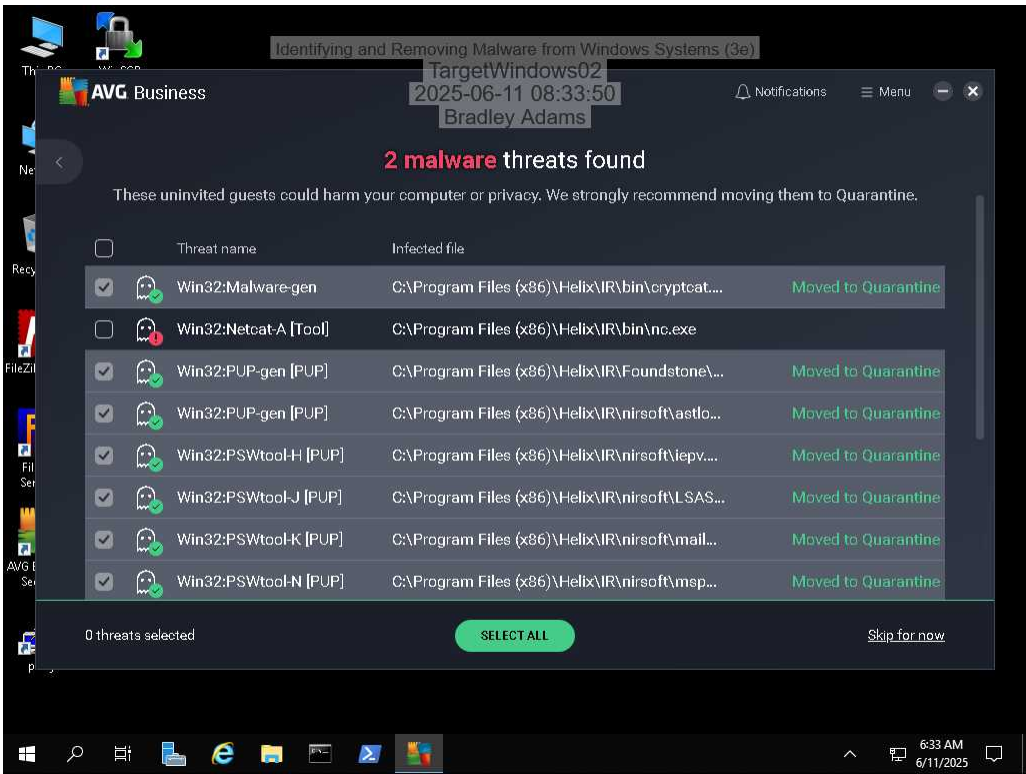 Identifying and Removing Malware from Windows Systems (3e)
TargetWindows02
2025-06-11 08:33:50
Bradley Adams
AVG Business
Notifications
Menu
2 malware threats found
These uninvited guests could harm your computer or privacy. We strongly recommend moving them to Quarantine.
Threat name Infected file
Win32:Malware-gen C:\Program Files (x86)\Helix\IR\bin\cryptcat.... Moved to Quarantine
Win32:Netcat-A [Tool] C:\Program Files (x86)\Helix\IR\bin\nc.exe
Win32:PUP-gen [PUP] C:\Program Files (x86)\Helix\IR\Foundstone\... Moved to Quarantine
Win32:PUP-gen [PUP] C:\Program Files (x86)\Helix\IR\nirsoft\astlo... Moved to Quarantine
Win32:PSWtool-H [PUP] C:\Program Files (x86)\Helix\IR\nirsoft\iepv.... Moved to Quarantine
Win32:PSWtool-J [PUP] C:\Program Files (x86)\Helix\IR\nirsoft\LSAS... Moved to Quarantine
Win32:PSWtool-K [PUP] C:\Program Files (x86)\Helix\IR\nirsoft\mail... Moved to Quarantine
Win32:PSWtool-N [PUP] C:\Program Files (x86)\Helix\IR\nirsoft\msp... Moved to Quarantine
0 threats selected
SELECT ALL
Skip for now
Recy
FileZil
Fil
Ser
AVG B
Se
6:33 AM
6/11/2025